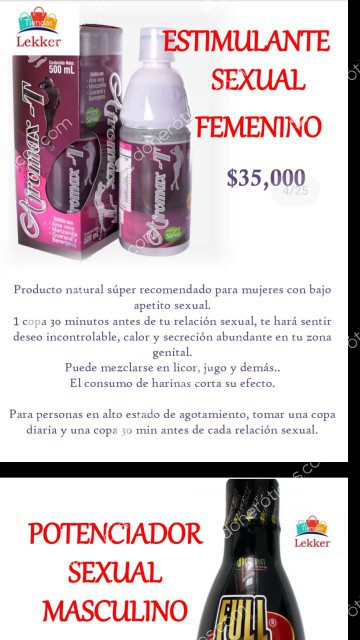 Tiendas
Lekker
ESTIMULANTE
SEXUAL
FEMENINO
$35,000
4/25
500 mL
Afromax-T
Afromax-T
Producto natural súper recomendado para mujeres con bajo
apetito sexual.
1 copa 30 minutos antes de tu relación sexual, te hará sentir
deseo incontrolable, calor y secreción abundante en tu zona
genital.
Puede mezclarse en licor, jugo y demás..
El consumo de harinas corta su efecto.
Para personas en alto estado de agotamiento, tomar una copa
diaria y una copa 30 min antes de cada relación sexual.
POTENCIADOR
SEXUAL
MASCULINO
Tiendas
Lekker
FULL